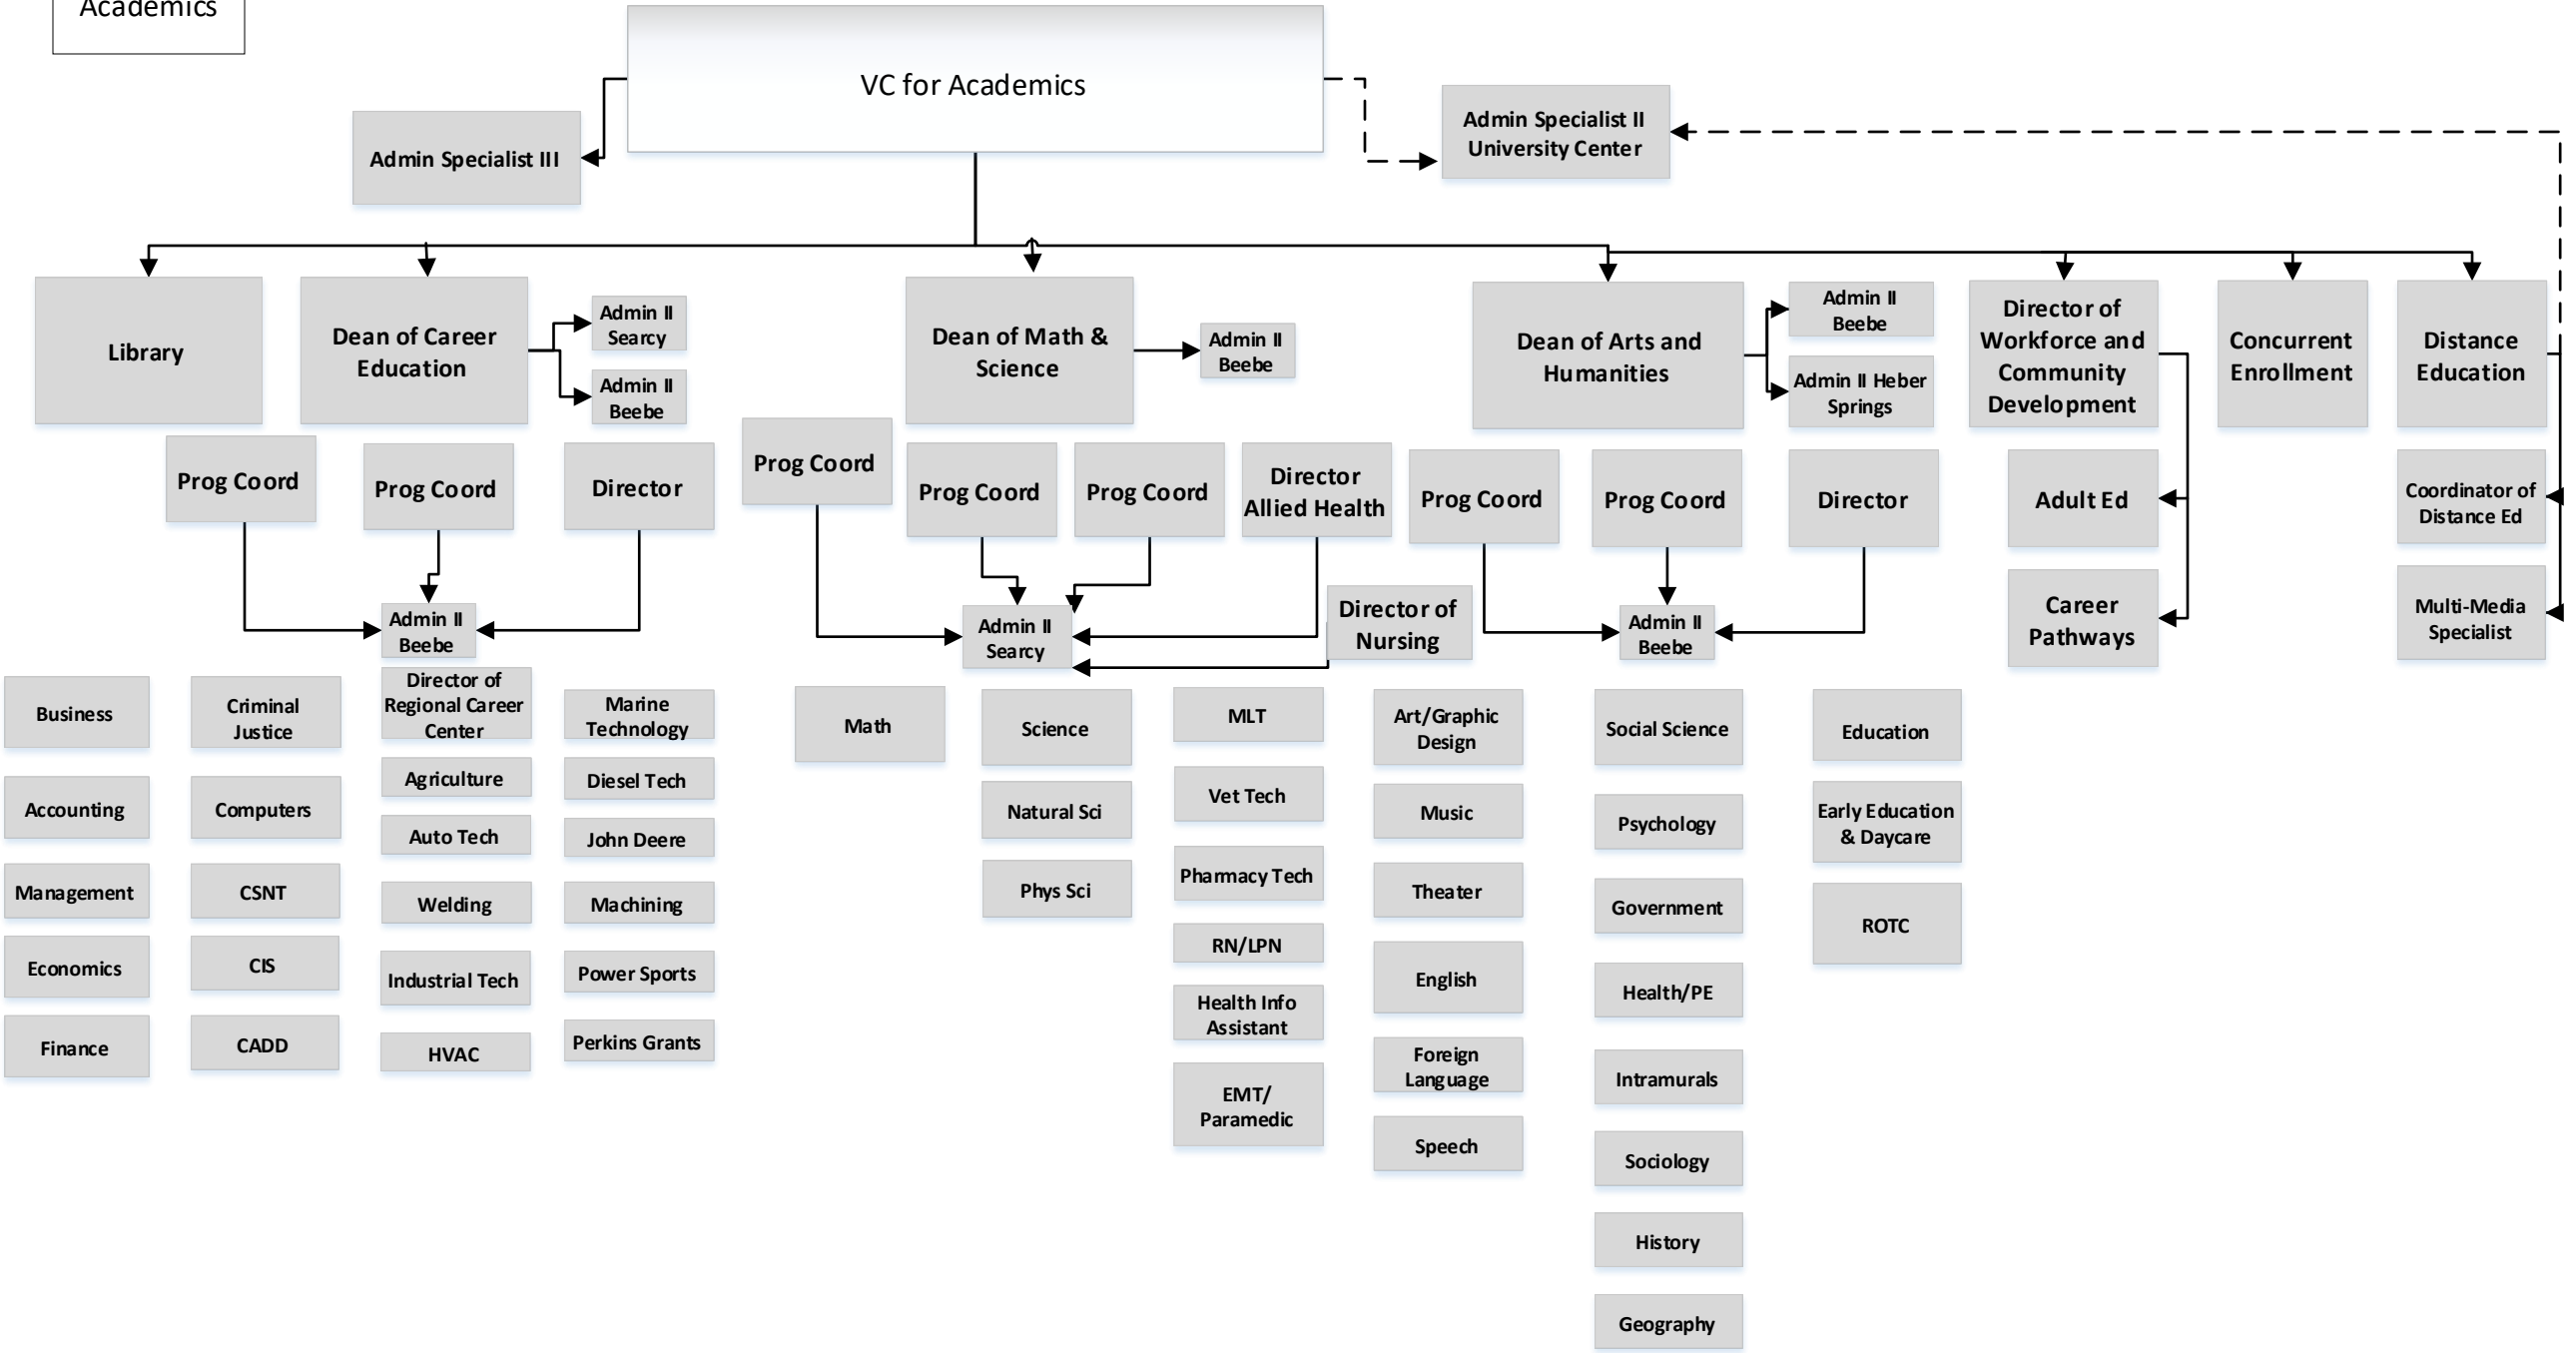 Academics
VC for Academics
Admin Specialist III
Admin Specialist II
University Center
Library
Dean of Career
Education
Admin II
Searcy
Admin II
Beebe
Dean of Math &
Science
Admin II
Beebe
Dean of Arts and
Humanities
Admin II
Beebe
Admin II Heber
Springs
Director of
Workforce and
Community
Development
Concurrent
Enrollment
Distance
Education
Prog Coord
Prog Coord
Director
Prog Coord
Prog Coord
Prog Coord
Director
Allied Health
Prog Coord
Prog Coord
Director
Adult Ed
Coordinator of
Distance Ed
Admin II
Beebe
Admin II
Searcy
Director of
Nursing
Admin II
Beebe
Career
Pathways
Multi-Media
Specialist
Business
Accounting
Management
Economics
Finance
Criminal
Justice
Computers
CSNT
CIS
CADD
Director of
Regional Career
Center
Agriculture
Auto Tech
Welding
Industrial Tech
HVAC
Marine
Technology
Diesel Tech
John Deere
Machining
Power Sports
Perkins Grants
Math
Science
Natural Sci
Phys Sci
MLT
Vet Tech
Pharmacy Tech
RN/LPN
Health Info
Assistant
EMT/
Paramedic
Art/Graphic
Design
Music
Theater
English
Foreign
Language
Speech
Social Science
Psychology
Government
Health/PE
Intramurals
Sociology
History
Geography
Education
Early Education
& Daycare
ROTC